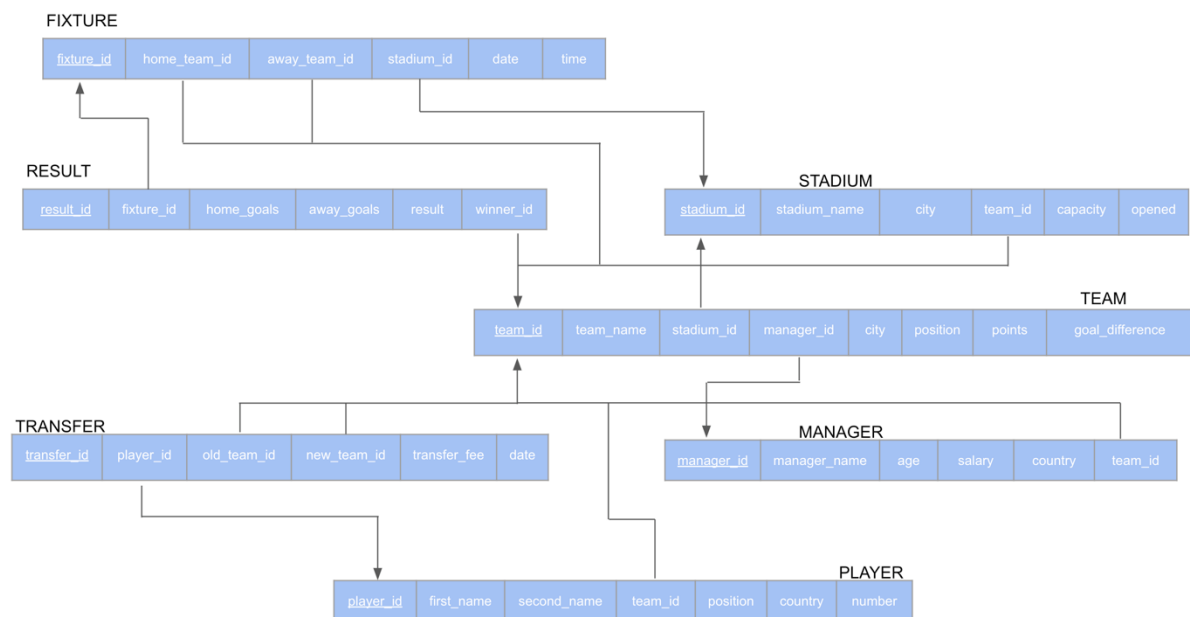 FIXTURE
fixture_id home_team_id away_team_id stadium_id date time
RESULT
result_id fixture_id home_goals away_goals result winner_id
STADIUM
stadium_id stadium_name city team_id capacity opened
TEAM
team_id team_name stadium_id manager_id city position points goal_difference
TRANSFER
transfer_id player_id old_team_id new_team_id transfer_fee date
MANAGER
manager_id manager_name age salary country team_id
PLAYER
player_id first_name second_name team_id position country number